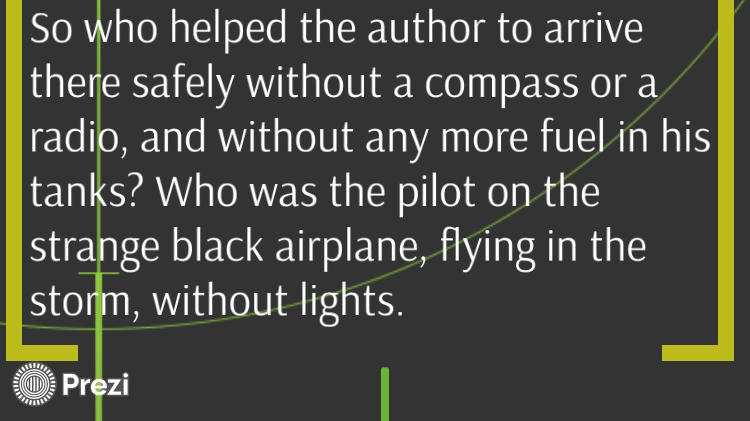 So who helped the author to arrive
there safely without a compass or a
radio, and without any more fuel in his
tanks? Who was the pilot on the
strange black airplane, flying in the
storm, without lights.
Prezi